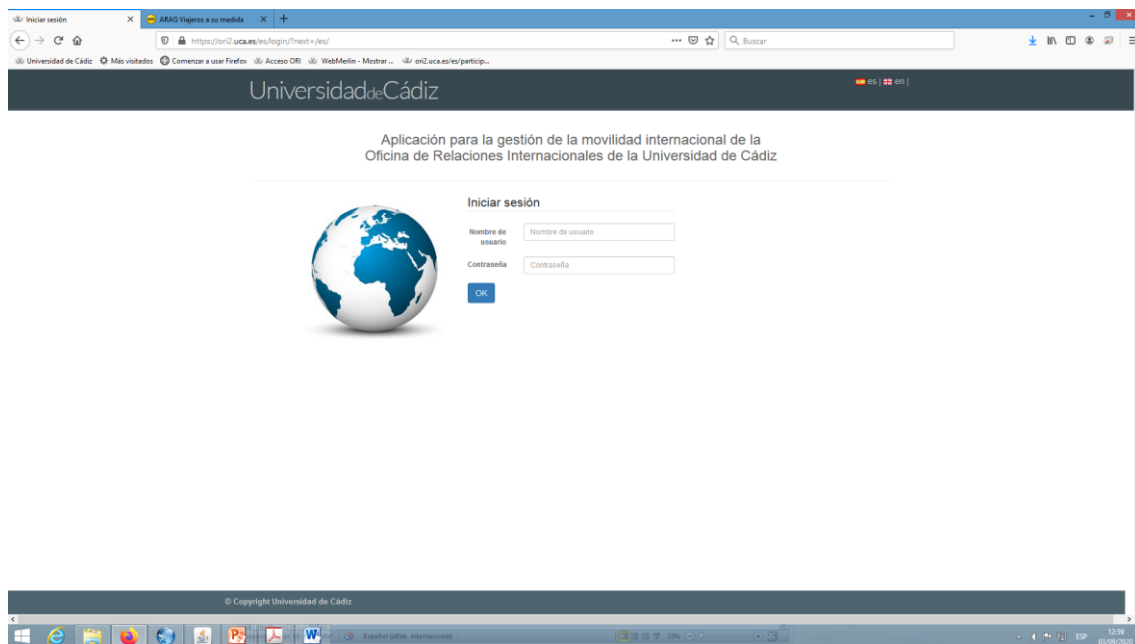 Iniciar sesión
ARAG Viajeros a su medida
https://ori2.uca.es/es/login/?next=/es/
Buscar
Universidad de Cádiz
Más visitados
Comenzar a usar Firefox
Acceso ORI
WebMerlin - Mostrar ...
ori2.uca.es/es/particip...
UniversidaddeCádiz
es | en |
Aplicación para la gestión de la movilidad internacional de la
Oficina de Relaciones Internacionales de la Universidad de Cádiz
Iniciar sesión
Nombre de
usuario
Nombre de usuario
Contraseña
Contraseña
OK
© Copyright Universidad de Cádiz
Español (alfab. internacional)
ESP
12:59
03/09/2020